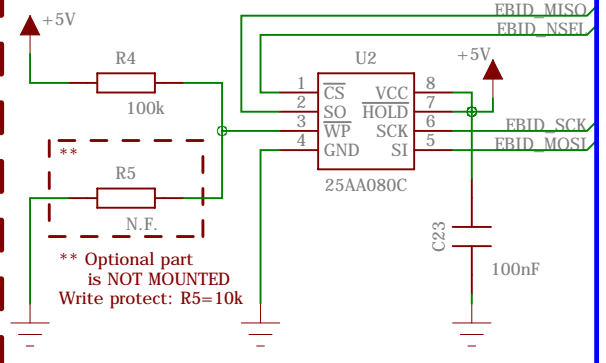 EBID_MISO
EBID_NSEL
+5V
R4
100k
U2
+5V
1 CS VCC 8
2 SO HOLD 7
3 WP SCK 6
4 GND SI 5
25AA080C
EBID_SCK
EBID_MOSI
**
R5
N.F.
** Optional part
is NOT MOUNTED
Write protect: R5=10k
C23
100nF